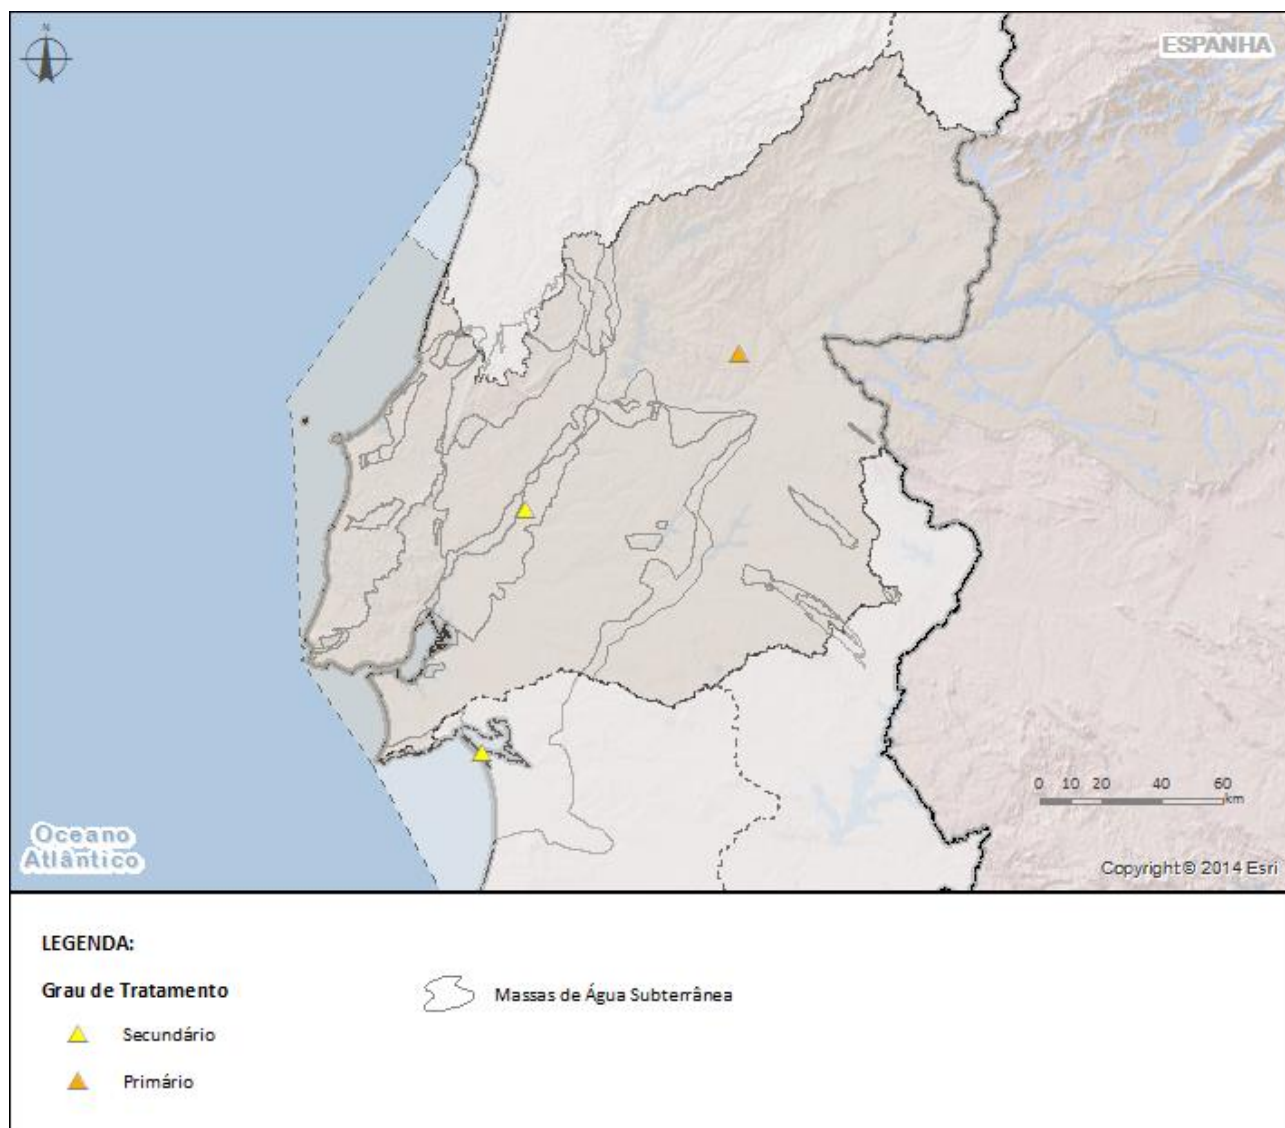 N
ESPANHA
0 10 20 40 60
km
Oceano
Atlântico
Copyright © 2014 Esri
LEGENDA:
Grau de Tratamento
Massas de Água Subterrânea
Secundário
Primário